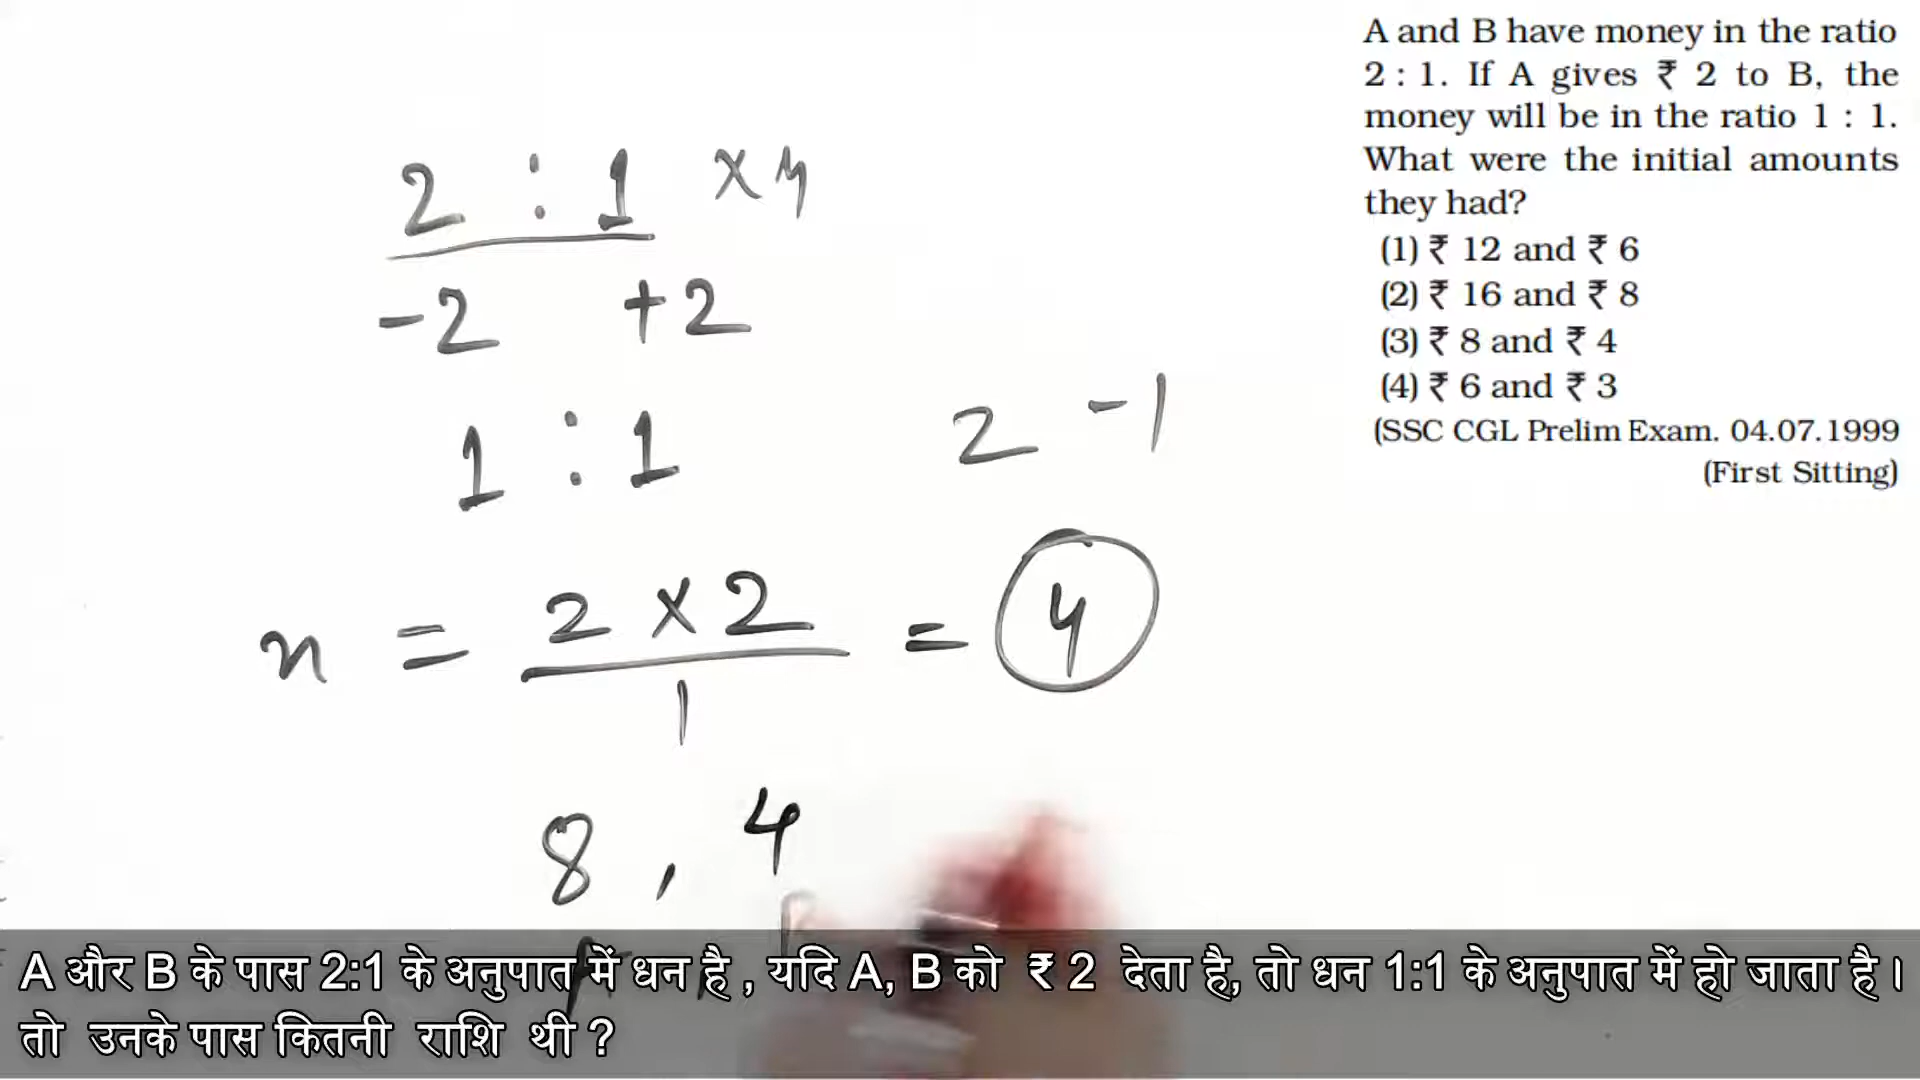 A and B have money in the ratio
2 : 1. If A gives ₹ 2 to B, the
money will be in the ratio 1 : 1.
What were the initial amounts
they had?
(1) ₹ 12 and ₹ 6
(2) ₹ 16 and ₹ 8
(3) ₹ 8 and ₹ 4
(4) ₹ 6 and ₹ 3
(SSC CGL Prelim Exam. 04.07.1999
(First Sitting)
2 : 1 × 4
-2 +2
1 : 1
2 - 1
n = 2 × 2 = 4
1
8 , 4
A और B के पास 2:1 के अनुपात में धन है , यदि A, B को ₹ 2 देता है, तो धन 1:1 के अनुपात में हो जाता है।
तो उनके पास कितनी राशि थी ?